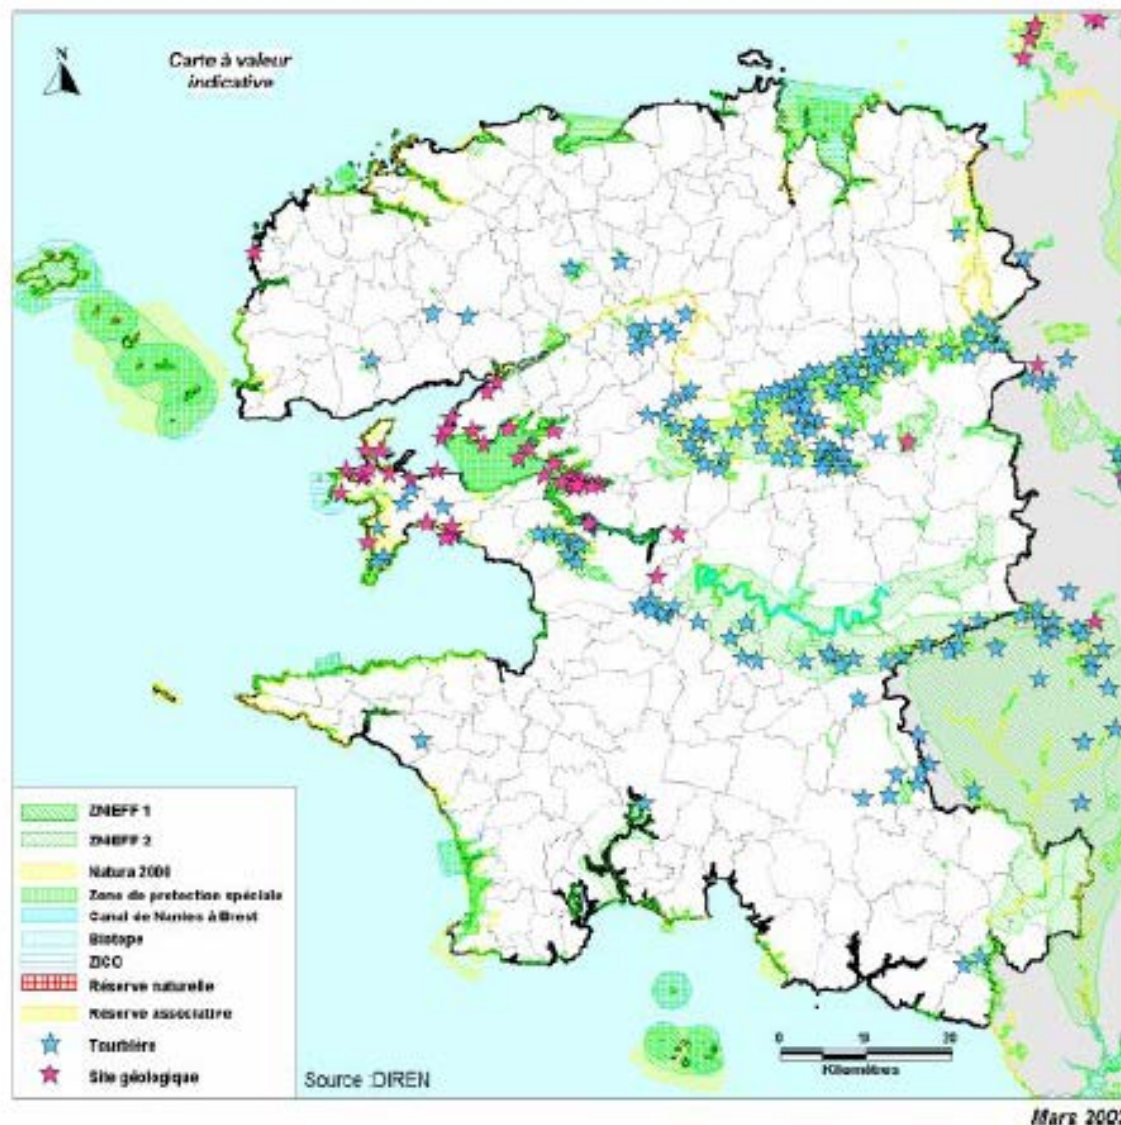 N
Carte à valeur
indicative
ZNIEFF 1
ZNIEFF 2
Natura 2000
Zone de protection spéciale
Canal de Nantes à Brest
Biotope
ZICO
Réserve naturelle
Réserve associative
Tourbière
Site géologique
Source :DIREN
0 10 20
Kilomètres
Mars